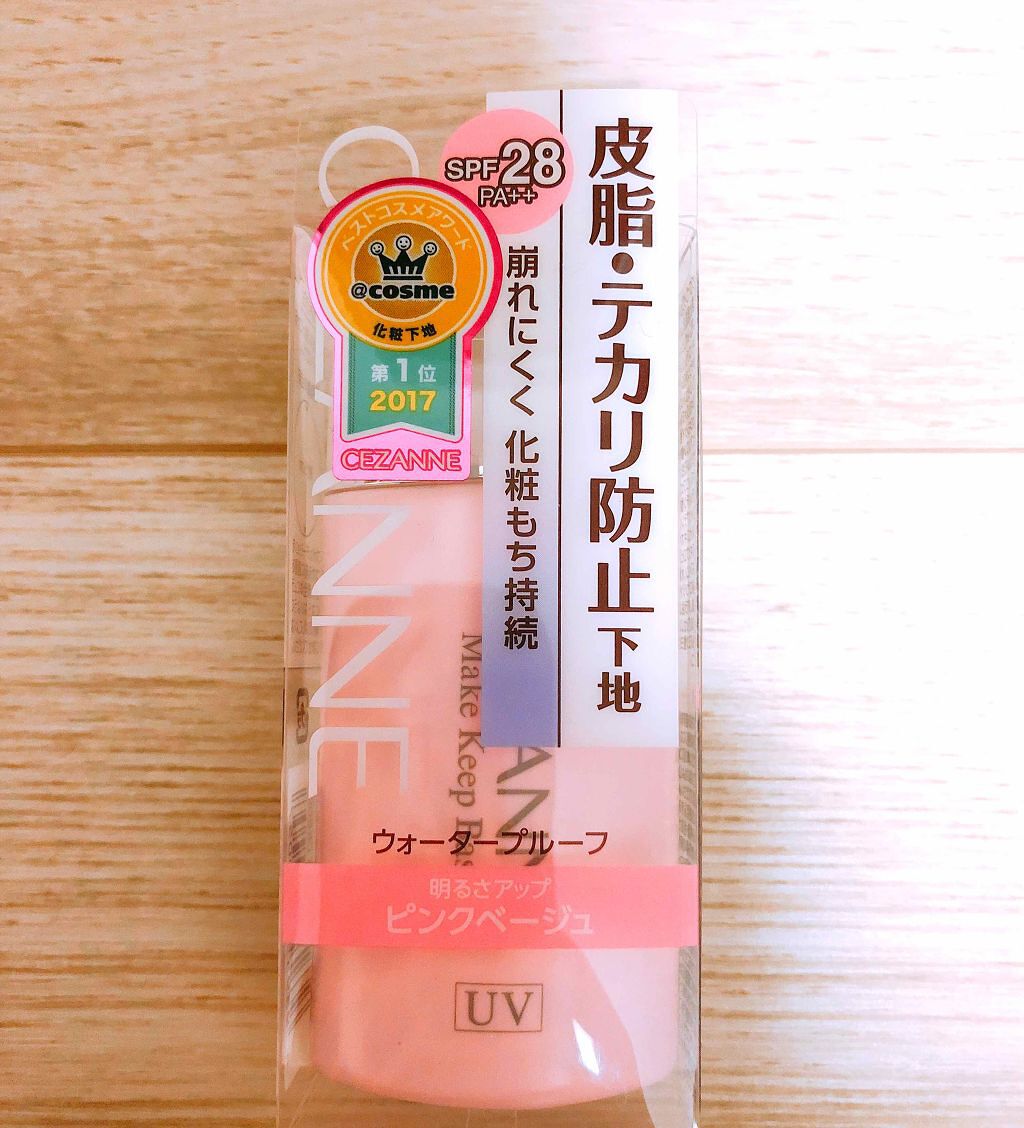 皮脂・テカリ防止下地
崩れにくく 化粧もち持続
SPF28
PA++
ベストコスメアワード
@cosme
化粧下地
第1位
2017
CEZANNE
CEZANNE
Make Keep
ウォータープルーフ
明るさアップ
ピンクベージュ
UV